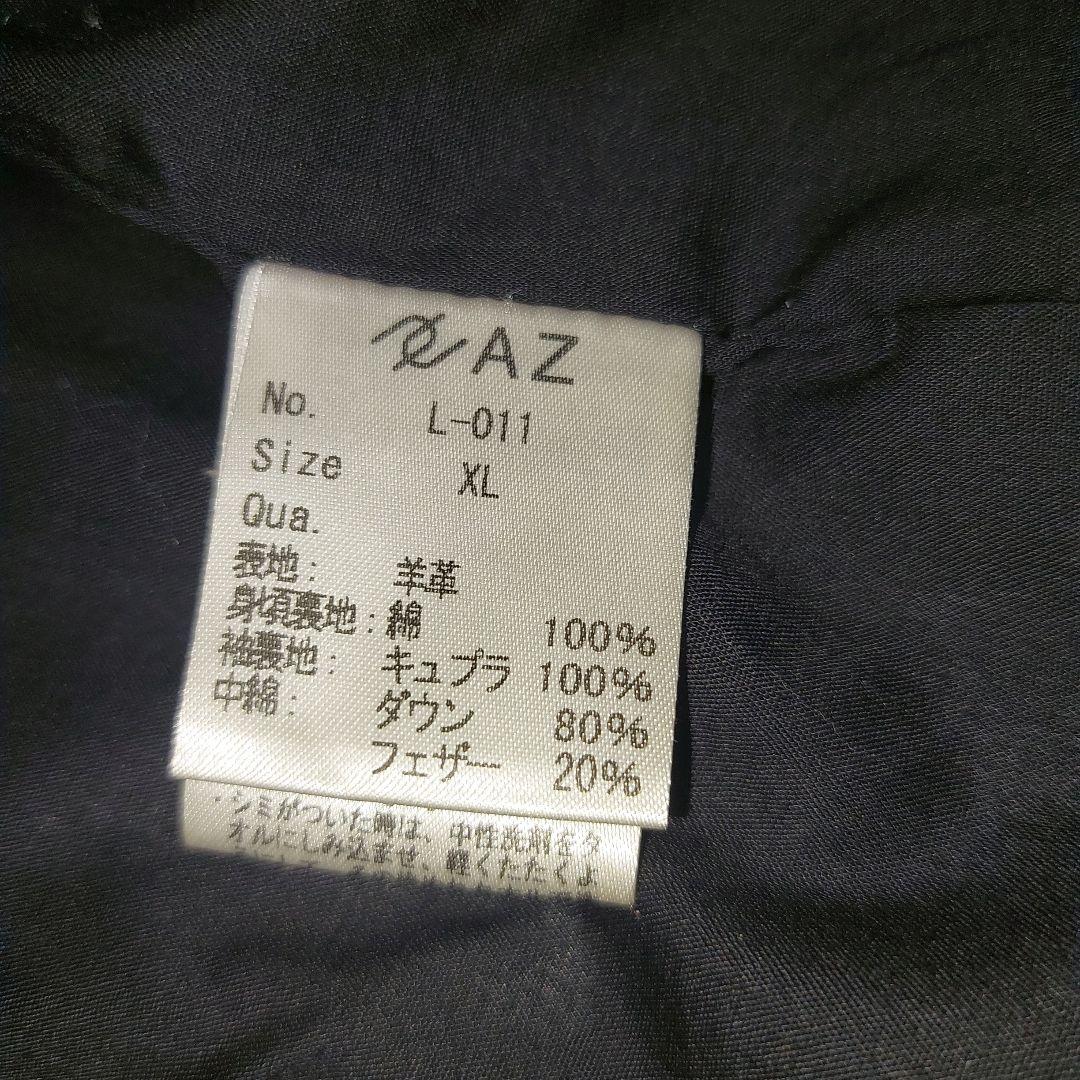 AZ
No. L-011
Size XL
Qua.
表地: 羊革
身頃裏地: 綿 100%
袖裏地: キュプラ 100%
中綿: ダウン 80%
フェザー 20%
・シミがついた時は、中性洗剤をタ
オルにしみ込ませ、軽くたたくよ